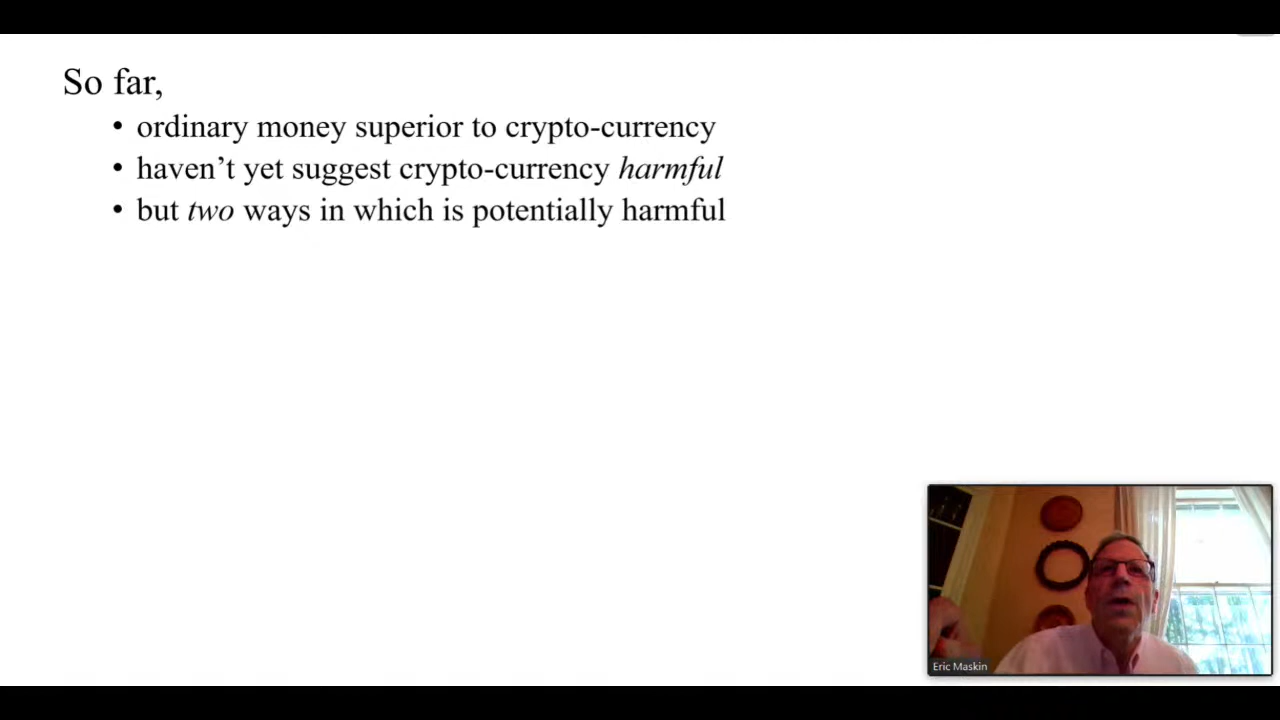 So far,
• ordinary money superior to crypto-currency
• haven’t yet suggest crypto-currency harmful
• but two ways in which is potentially harmful
Eric Maskin